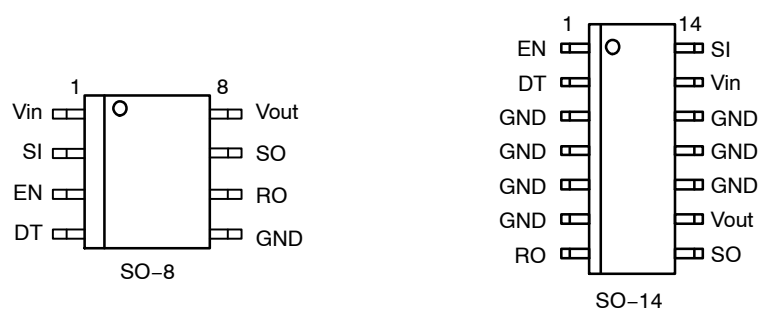 1 8
Vin Vout
SI SO
EN RO
DT GND
SO−8
1 14
EN SI
DT Vin
GND GND
GND GND
GND GND
GND Vout
RO SO
SO−14